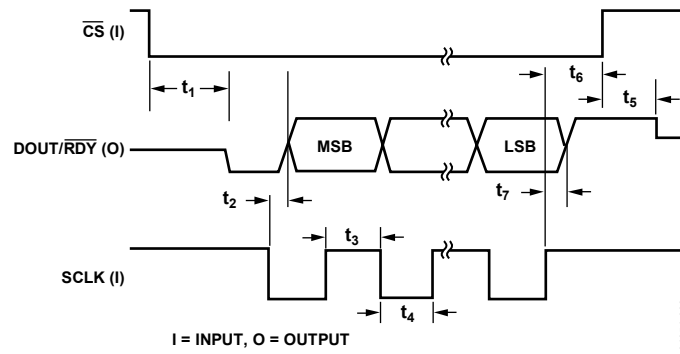 CS (I)
t6
t1
t5
DOUT/RDY (O)
MSB
LSB
t2
t7
t3
SCLK (I)
t4
I = INPUT, O = OUTPUT